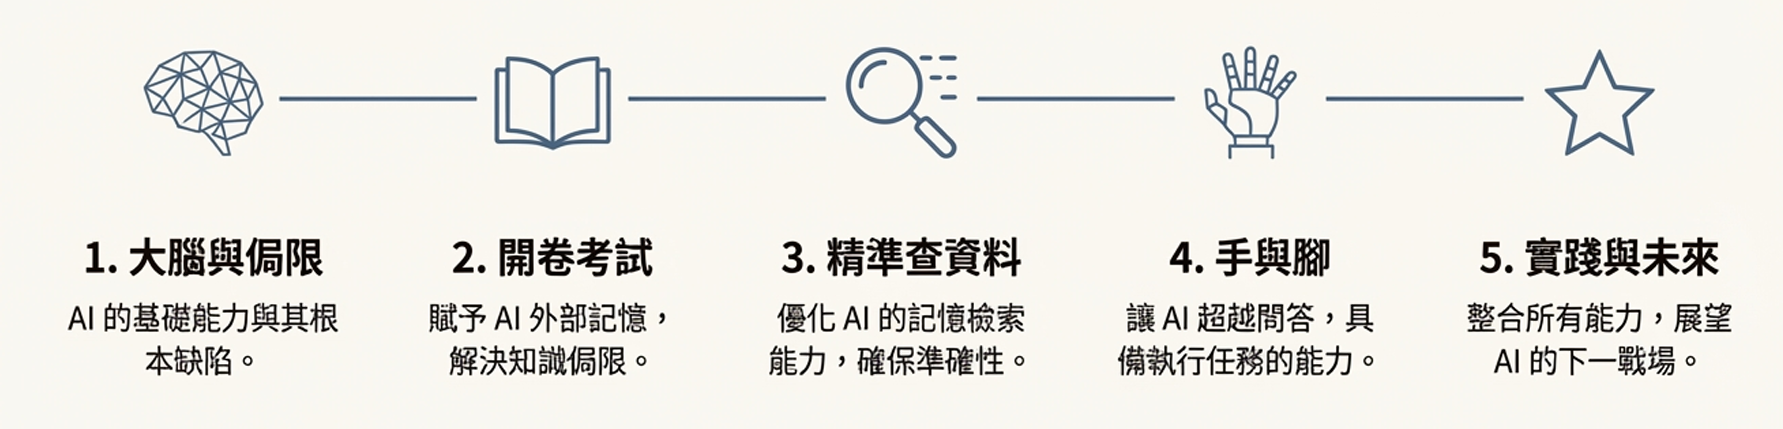 1. 大腦與侷限
AI 的基礎能力與其根
本缺陷。
2. 開卷考試
賦予 AI 外部記憶，
解決知識侷限。
3. 精準查資料
優化 AI 的記憶檢索
能力，確保準確性。
4. 手與腳
讓 AI 超越問答，具
備執行任務的能力。
5. 實踐與未來
整合所有能力，展望
AI 的下一戰場。